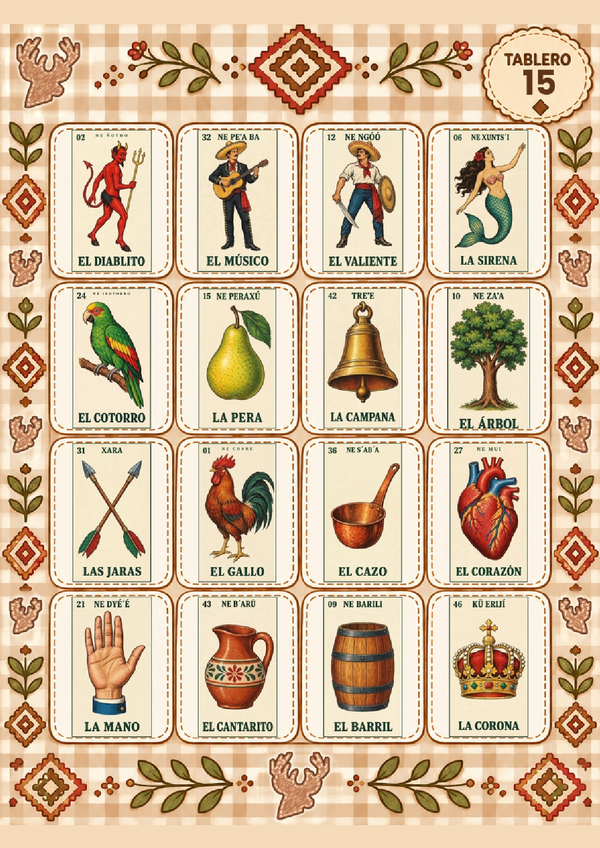 TABLERO
15
02 NE ÑOTHO
EL DIABLITO
32 NE PE'A BA
EL MÚSICO
12 NE NGÓÓ
EL VALIENTE
06 NE XUNTS'I
LA SIRENA
24
EL COTORRO
15 NE PERAXÚ
LA PERA
42 TRE'E
LA CAMPANA
10 NE ZA'A
EL ÁRBOL
31 XARA
LAS JARAS
01
EL GALLO
36 NE S'AB'A
EL CAZO
27 NE MUI
EL CORAZÓN
21 NE DYÉ'É
LA MANO
43 NE B'ARÚ
EL CANTARITO
09 NE BARILI
EL BARRIL
46 KÜ ERIJÍ
LA CORONA